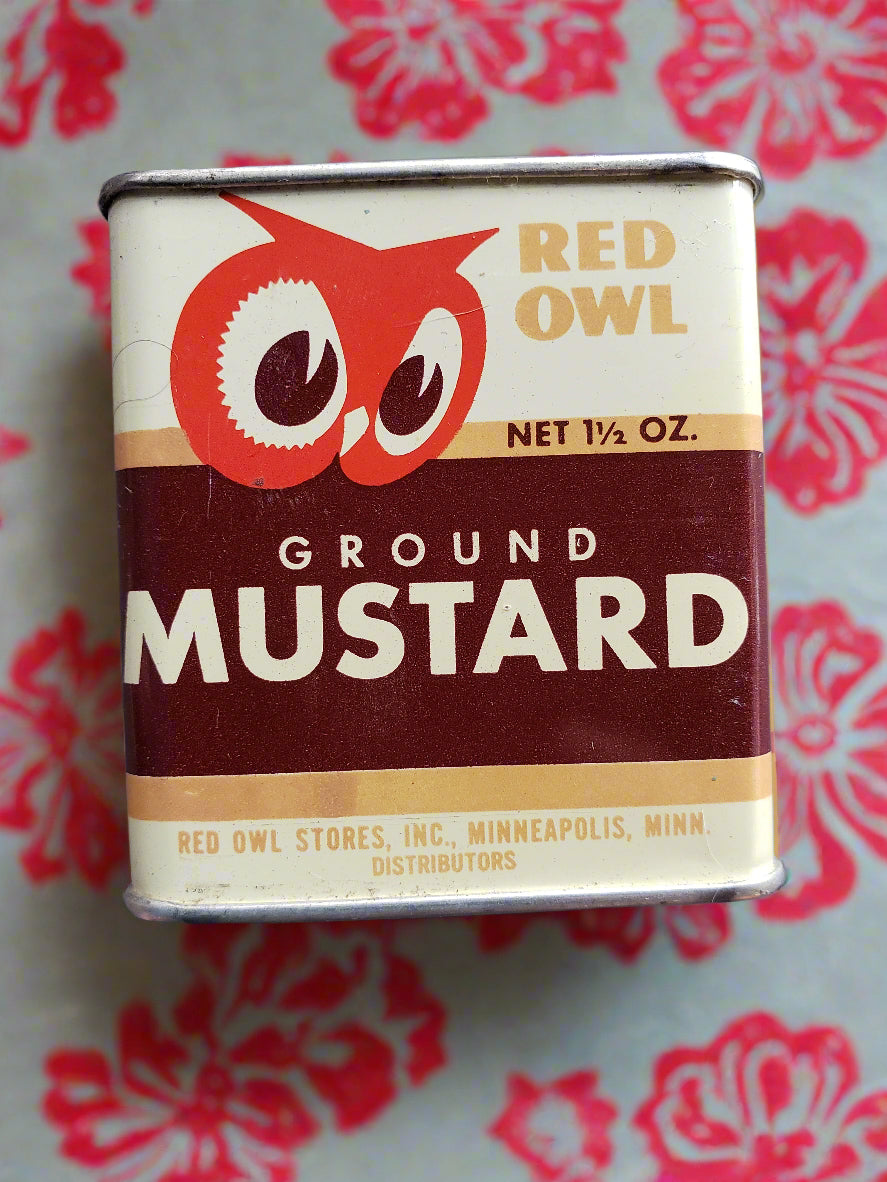 RED
OWL
NET 1½ OZ.
GROUND
MUSTARD
RED OWL STORES, INC., MINNEAPOLIS, MINN.
DISTRIBUTORS